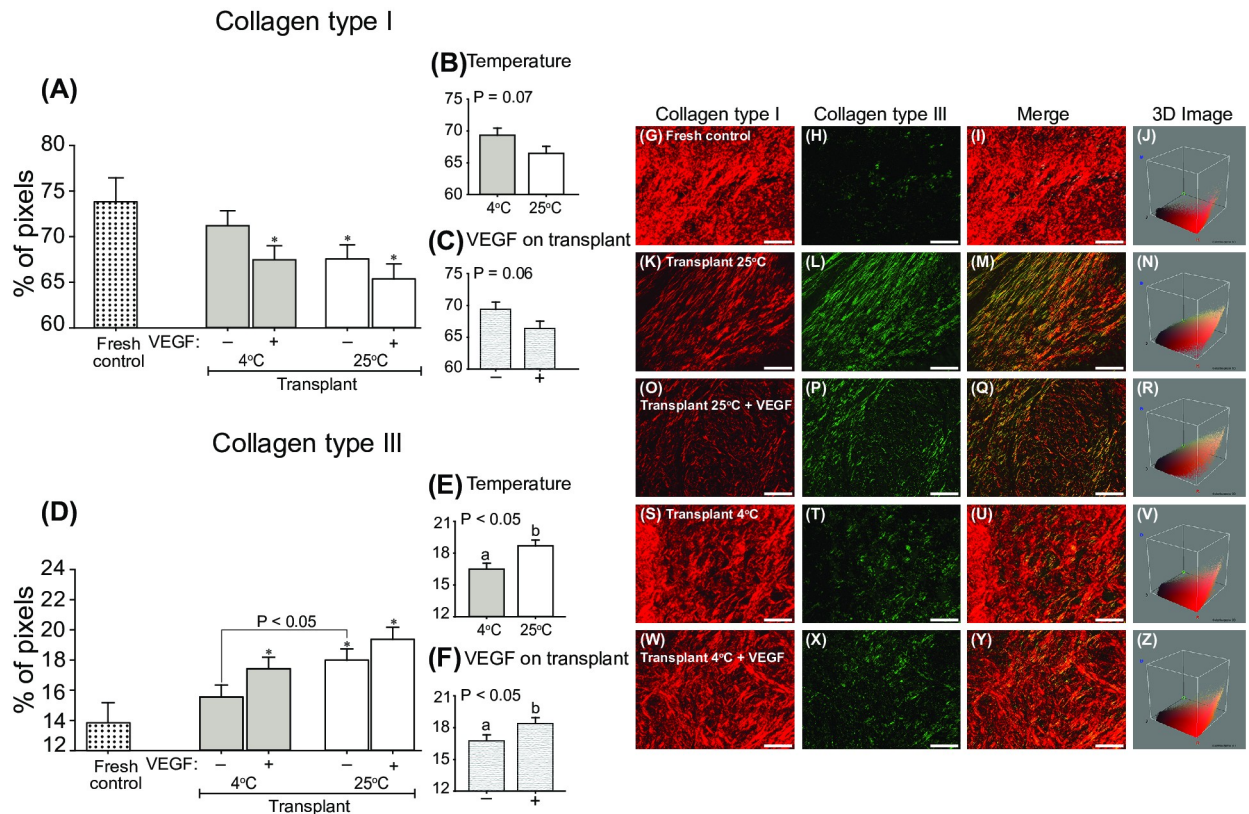 Collagen type I
(A)
80
75
70
65
60
% of pixels
Fresh control
VEGF:
– + – +
4°C 25°C
Transplant
(B) Temperature
P = 0.07
75
70
65
60
4°C 25°C
(C) VEGF on transplant
P = 0.06
75
70
65
60
– +
Collagen type III
(D)
24
22
20
18
16
14
12
% of pixels
P < 0.05
* * *
Fresh control
VEGF:
– + – +
4°C 25°C
Transplant
(E) Temperature
P < 0.05
21
18
15
12
a b
4°C 25°C
(F) VEGF on transplant
P < 0.05
21
18
15
12
a b
– +
Collagen type I Collagen type III Merge 3D Image
(G) Fresh control (H) (I) (J)
(K) Transplant 25°C (L) (M) (N)
(O) (P) (Q) (R)
Transplant 25°C + VEGF
(S) Transplant 4°C (T) (U) (V)
(W) (X) (Y) (Z)
Transplant 4°C + VEGF